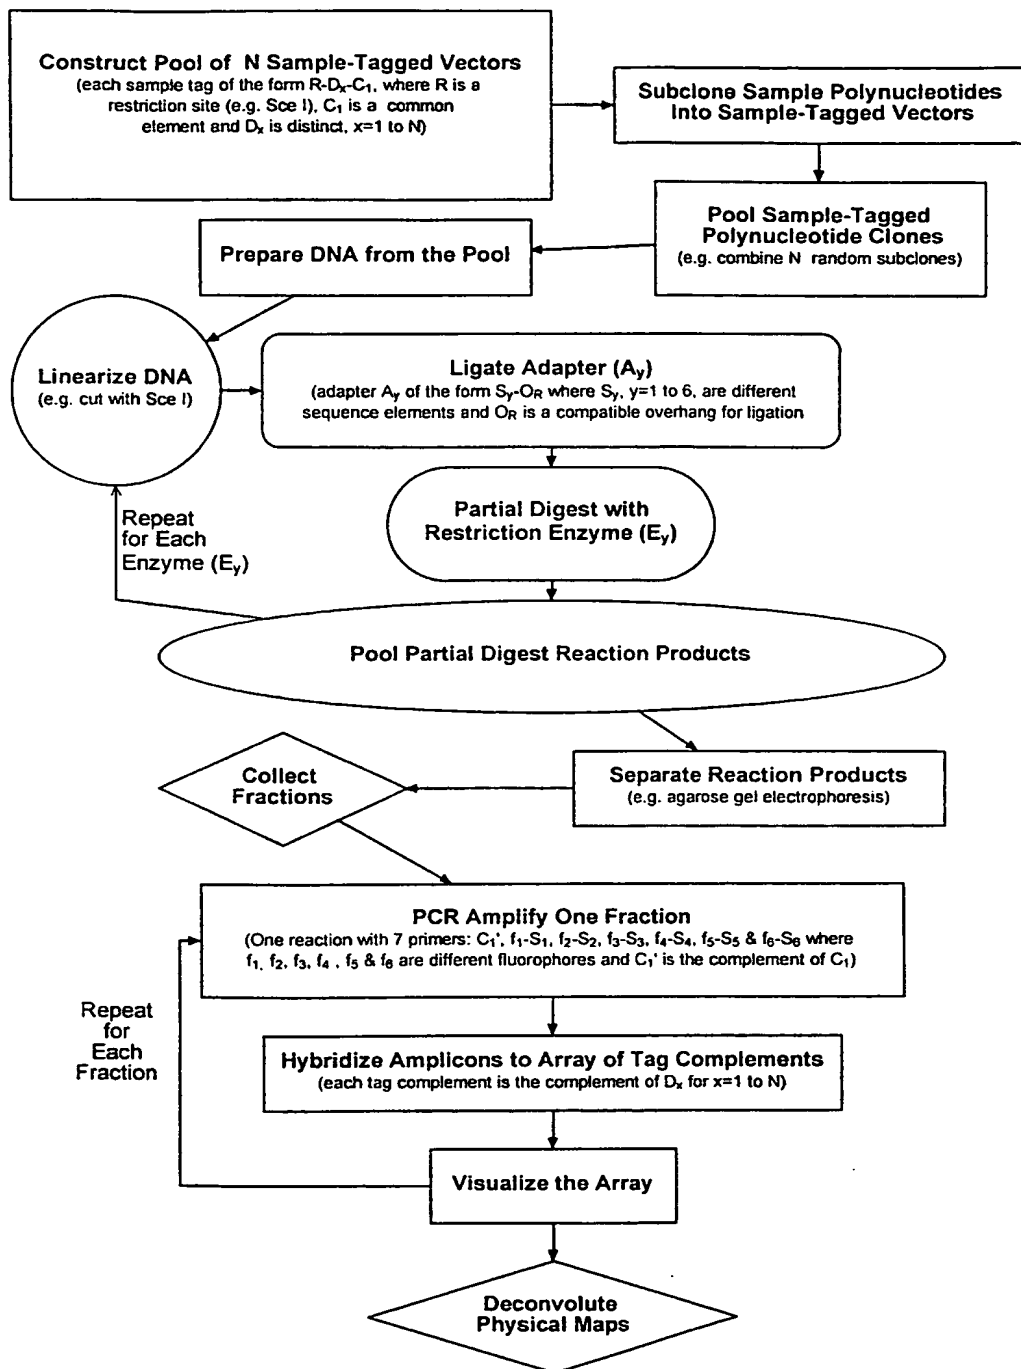 Construct Pool of N Sample-Tagged Vectors
(each sample tag of the form R-Dₓ-C₁, where R is a
restriction site (e.g. Sce I), C₁ is a common
element and Dₓ is distinct, x=1 to N)
Subclone Sample Polynucleotides
Into Sample-Tagged Vectors
Pool Sample-Tagged
Polynucleotide Clones
(e.g. combine N random subclones)
Prepare DNA from the Pool
Linearize DNA
(e.g. cut with Sce I)
Ligate Adapter (Ay)
(adapter Ay of the form Sy-OR where Sy, y=1 to 6, are different
sequence elements and OR is a compatible overhang for ligation
Partial Digest with
Restriction Enzyme (Ey)
Repeat
for Each
Enzyme (Ey)
Pool Partial Digest Reaction Products
Separate Reaction Products
(e.g. agarose gel electrophoresis)
Collect
Fractions
PCR Amplify One Fraction
(One reaction with 7 primers: C₁', f₁-S₁, f₂-S₂, f₃-S₃, f₄-S₄, f₅-S₅ & f₆-S₆ where
f₁, f₂, f₃, f₄ , f₅ & f₆ are different fluorophores and C₁' is the complement of C₁)
Repeat
for
Each
Fraction
Hybridize Amplicons to Array of Tag Complements
(each tag complement is the complement of Dₓ for x=1 to N)
Visualize the Array
Deconvolute
Physical Maps